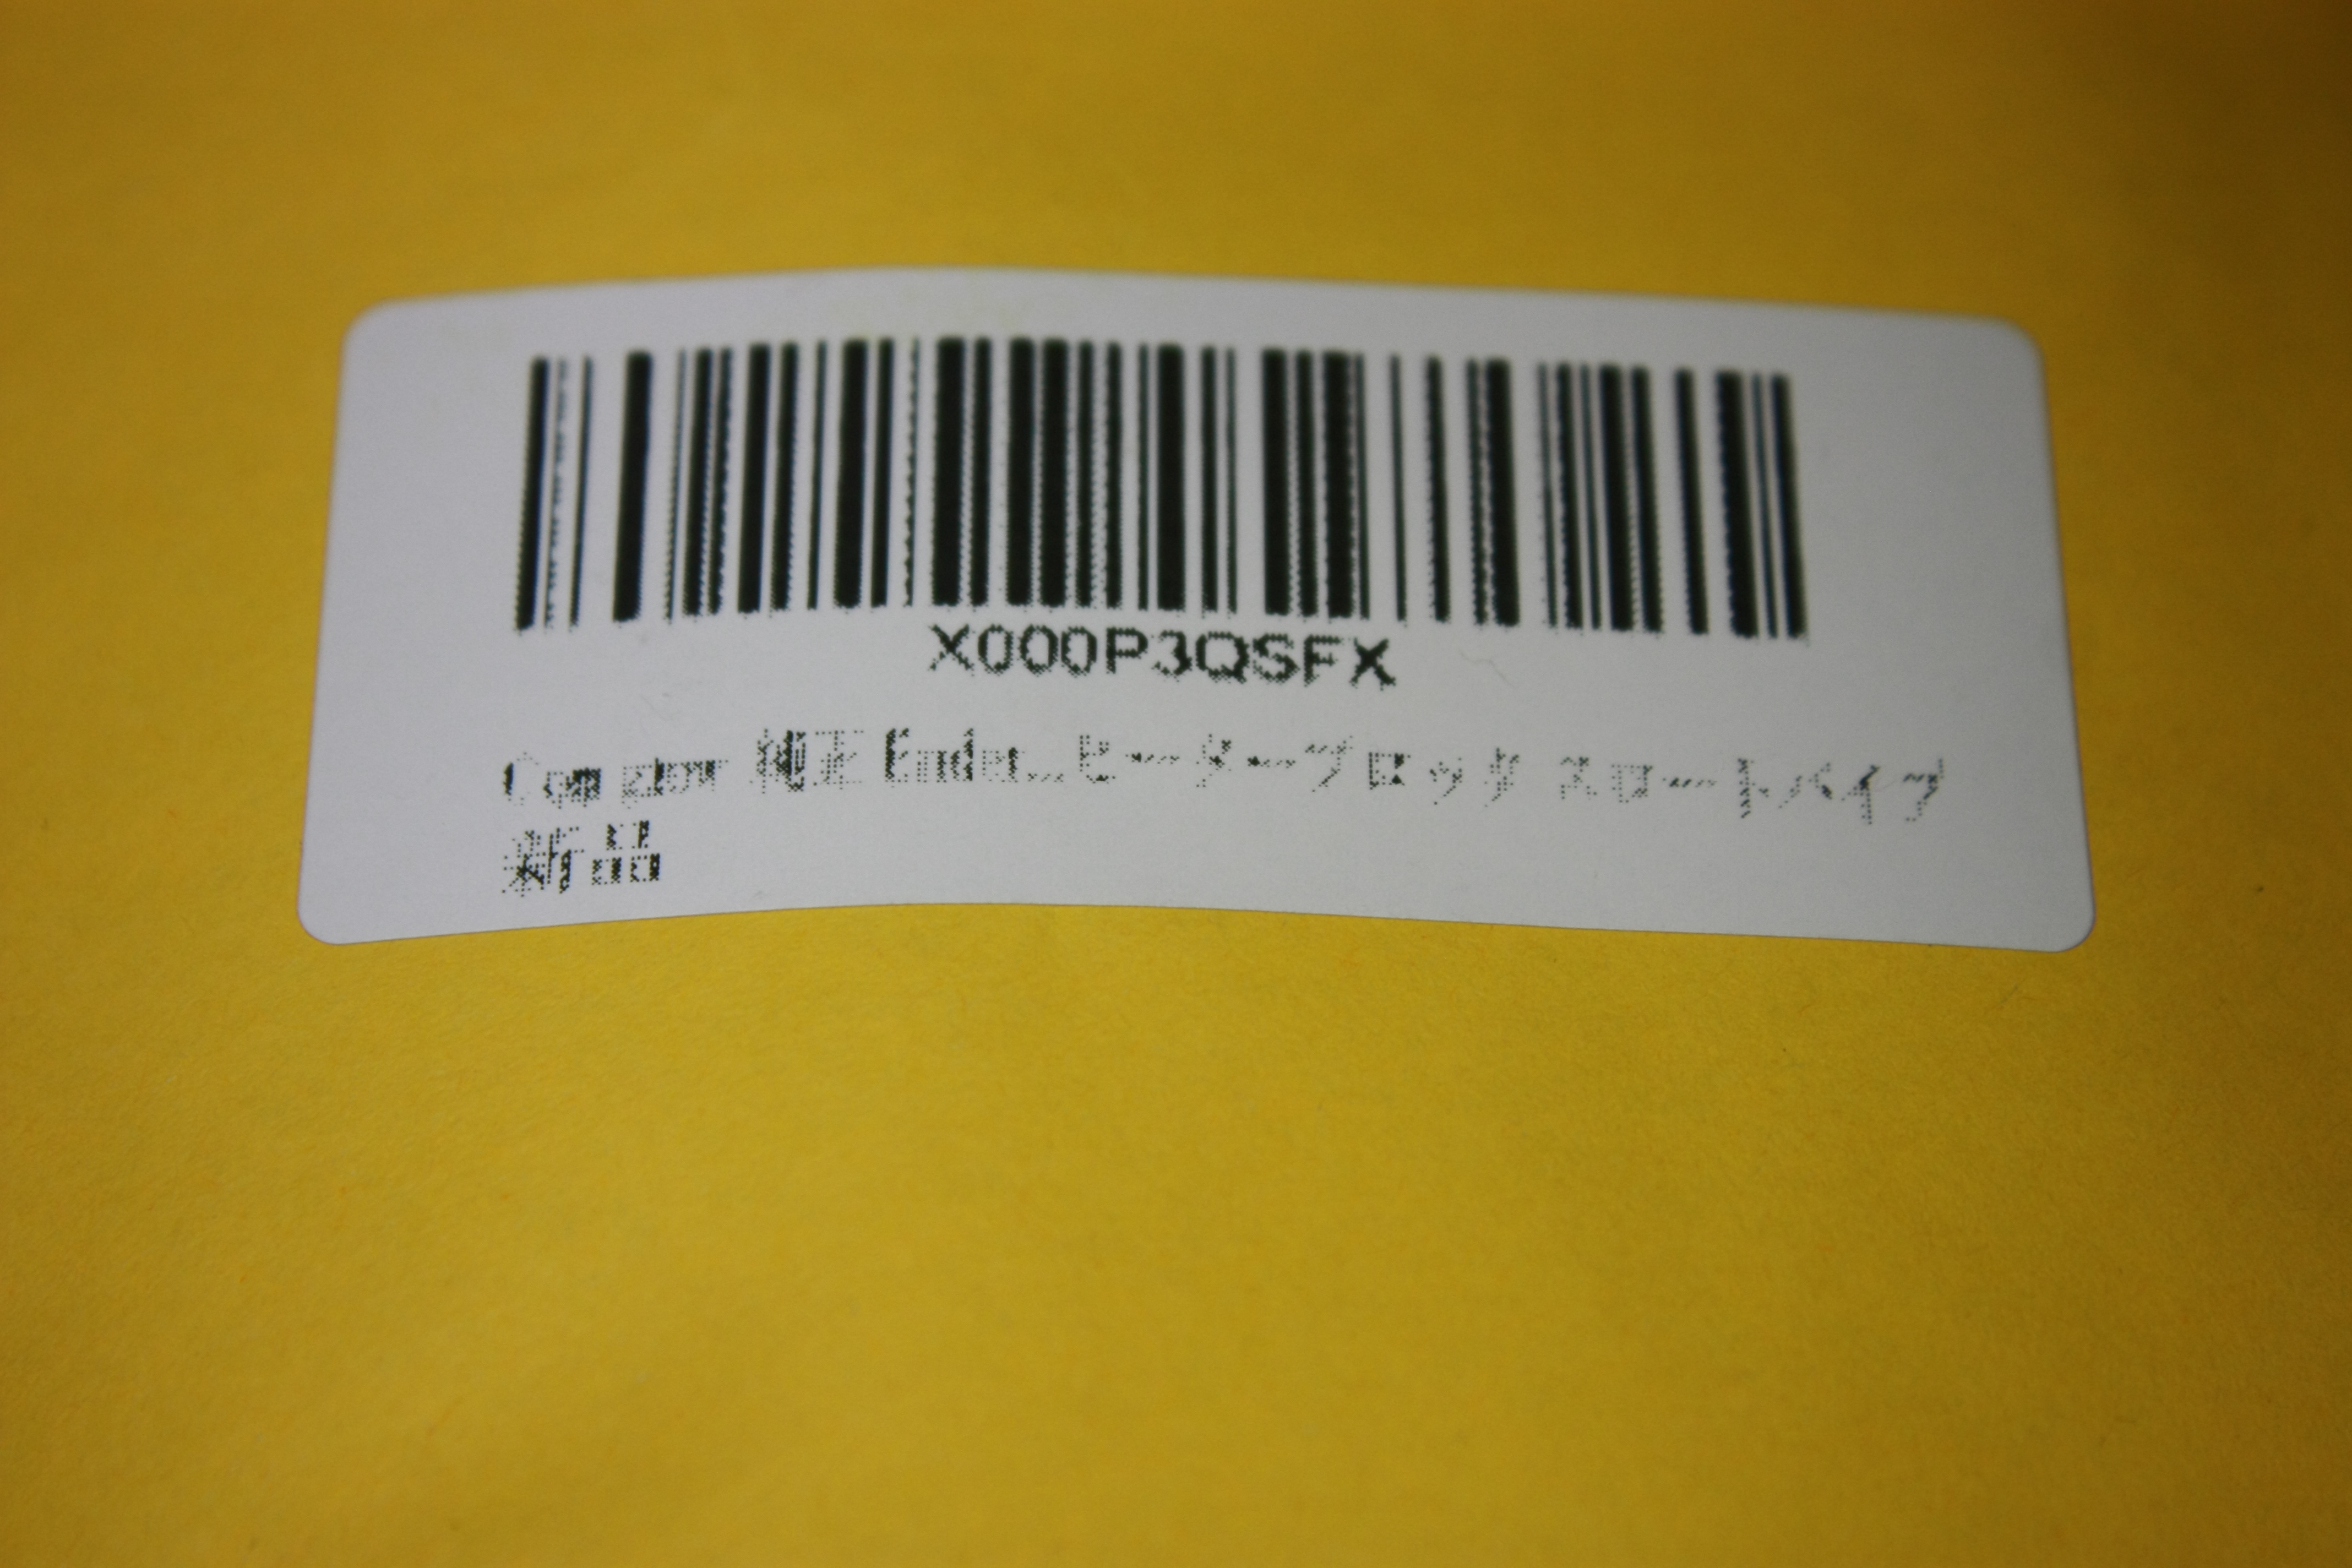 X000P3QSFX
純正 Ender...ヒーターブロック スロートパイプ
新品